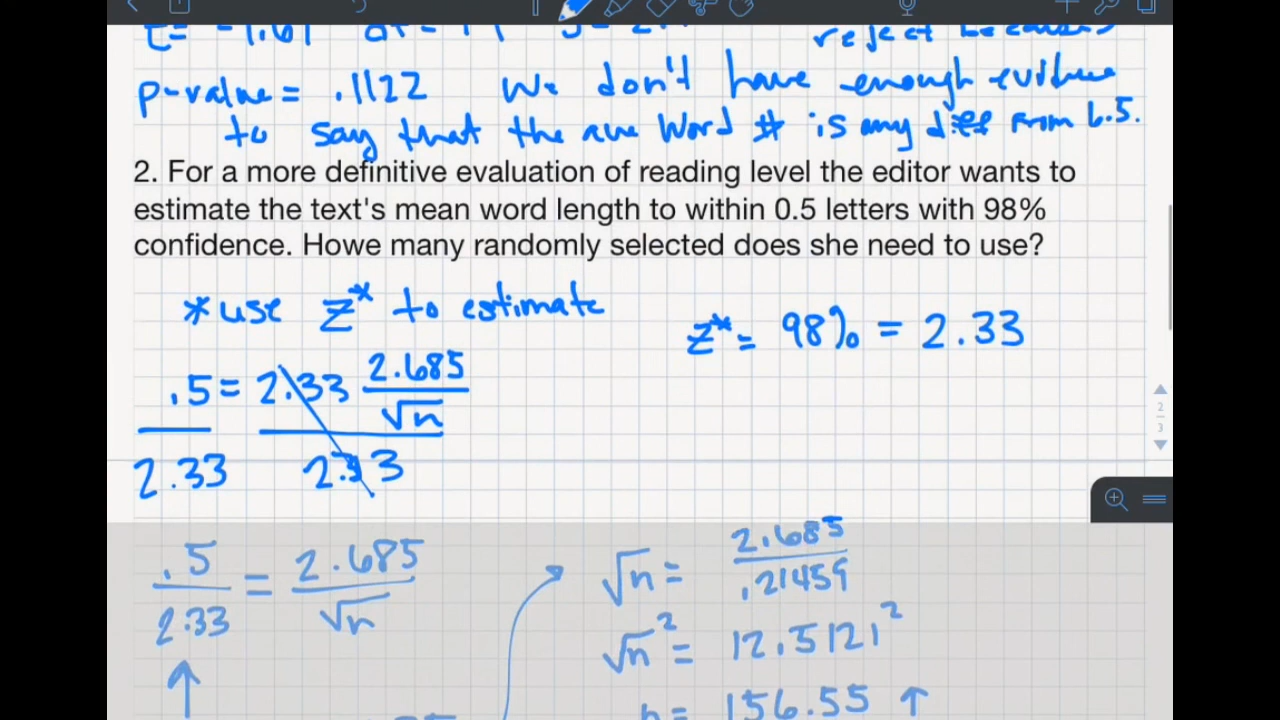 reject because
p-value = .1122 We don't have enough evidence
to say that the ave word # is any diff from 6.5.
2. For a more definitive evaluation of reading level the editor wants to
estimate the text's mean word length to within 0.5 letters with 98%
confidence. Howe many randomly selected does she need to use?
* use z* to estimate
z* = 98% = 2.33
.5 = 2.33 2.685
√n
2.33 2.33
.5 = 2.685
2.33 √n
√n = 2.685
.21459
√n² = 12.5121²
n = 156.55 ↑
2
3